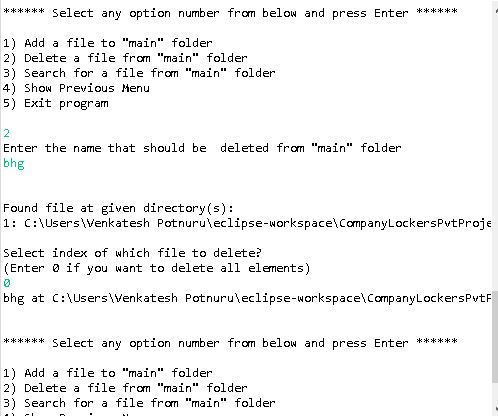 ****** Select any option number from below and press Enter ******
1) Add a file to "main" folder
2) Delete a file from "main" folder
3) Search for a file from "main" folder
4) Show Previous Menu
5) Exit program
2
Enter the name that should be  deleted from "main" folder
bhg
Found file at given directory(s):
1: C:\Users\Venkatesh Potnuru\eclipse-workspace\CompanyLockersPvtProje
Select index of which file to delete?
(Enter 0 if you want to delete all elements)
0
bhg at C:\Users\Venkatesh Potnuru\eclipse-workspace\CompanyLockersPvtP
****** Select any option number from below and press Enter ******
1) Add a file to "main" folder
2) Delete a file from "main" folder
3) Search for a file from "main" folder